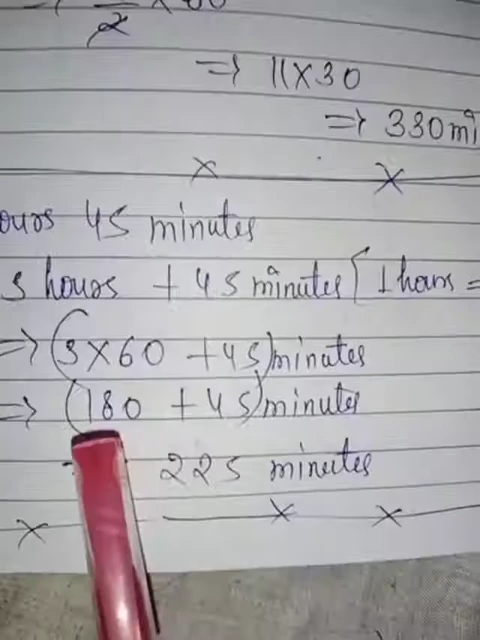 2
=> 11×30
=> 330 mi
× ×
ours 45 minutes
3 hours + 45 minutes [1 hours =
=> (3×60 + 45) minutes
=> (180 + 45) minutes
225 minutes
× × ×